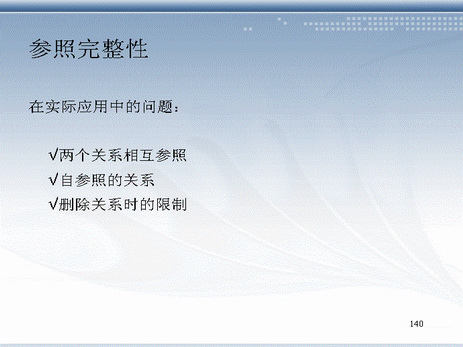 参照完整性
在实际应用中的问题：
√两个关系相互参照
√自参照的关系
√删除关系时的限制
140